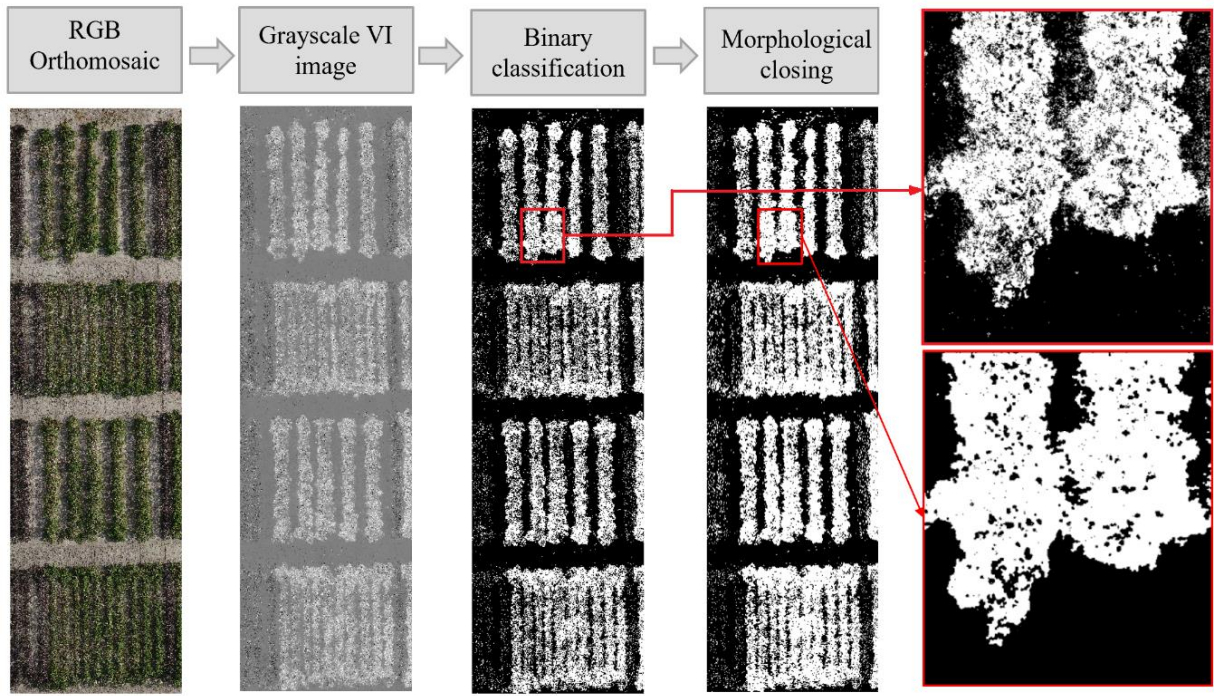 RGB
Orthomosaic
Grayscale VI
image
Binary
classification
Morphological
closing